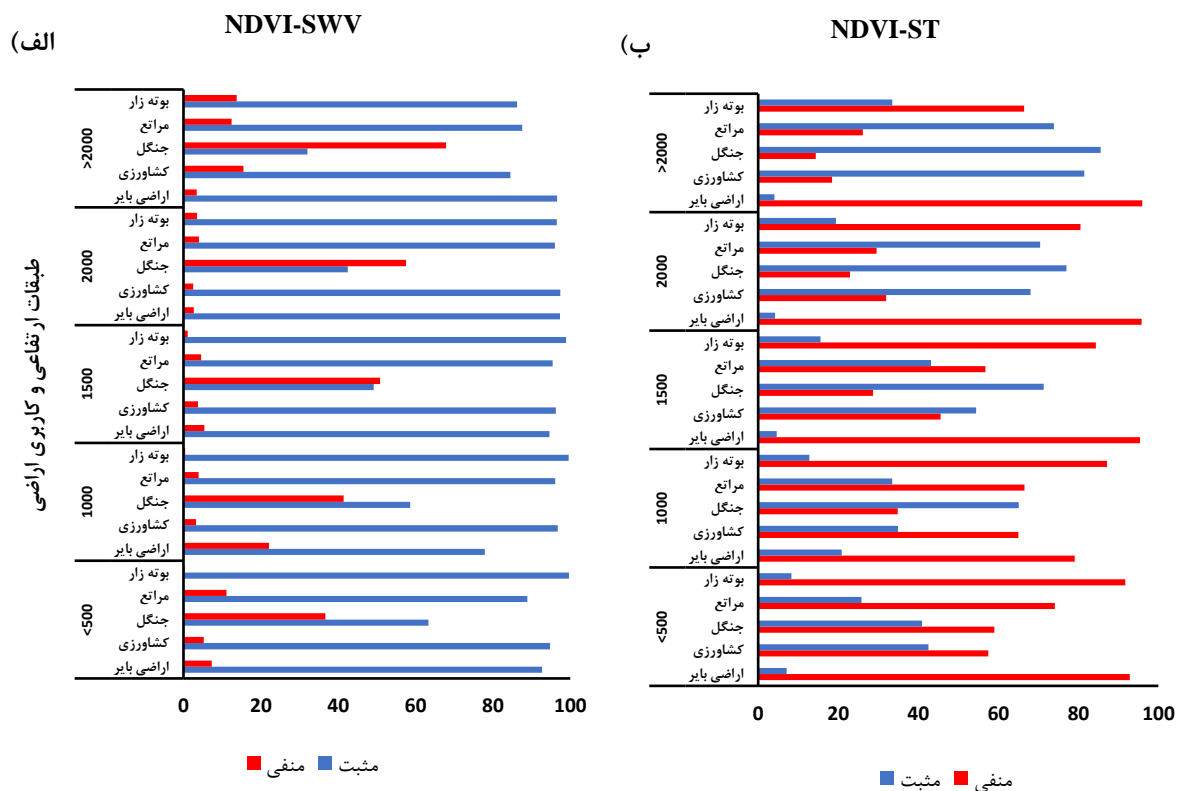 الف)
NDVI-SWV
طبقات ارتفاعی و کاربری اراضی
>2000
بوته زار
مراتع
جنگل
کشاورزی
اراضی بایر
2000
بوته زار
مراتع
جنگل
کشاورزی
اراضی بایر
1500
بوته زار
مراتع
جنگل
کشاورزی
اراضی بایر
1000
بوته زار
مراتع
جنگل
کشاورزی
اراضی بایر
<500
بوته زار
مراتع
جنگل
کشاورزی
اراضی بایر
0 20 40 60 80 100
منفی مثبت
ب)
NDVI-ST
>2000
بوته زار
مراتع
جنگل
کشاورزی
اراضی بایر
2000
بوته زار
مراتع
جنگل
کشاورزی
اراضی بایر
1500
بوته زار
مراتع
جنگل
کشاورزی
اراضی بایر
1000
بوته زار
مراتع
جنگل
کشاورزی
اراضی بایر
<500
بوته زار
مراتع
جنگل
کشاورزی
اراضی بایر
0 20 40 60 80 100
مثبت منفی